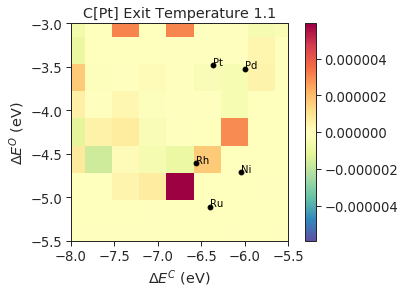 C[Pt] Exit Temperature 1.1
−3.0
−3.5
−4.0
−4.5
−5.0
−5.5
ΔE^O (eV)
Pt
Pd
Rh
Ni
Ru
−8.0 −7.5 −7.0 −6.5 −6.0 −5.5
ΔE^C (eV)
0.000004
0.000002
0.000000
−0.000002
−0.000004